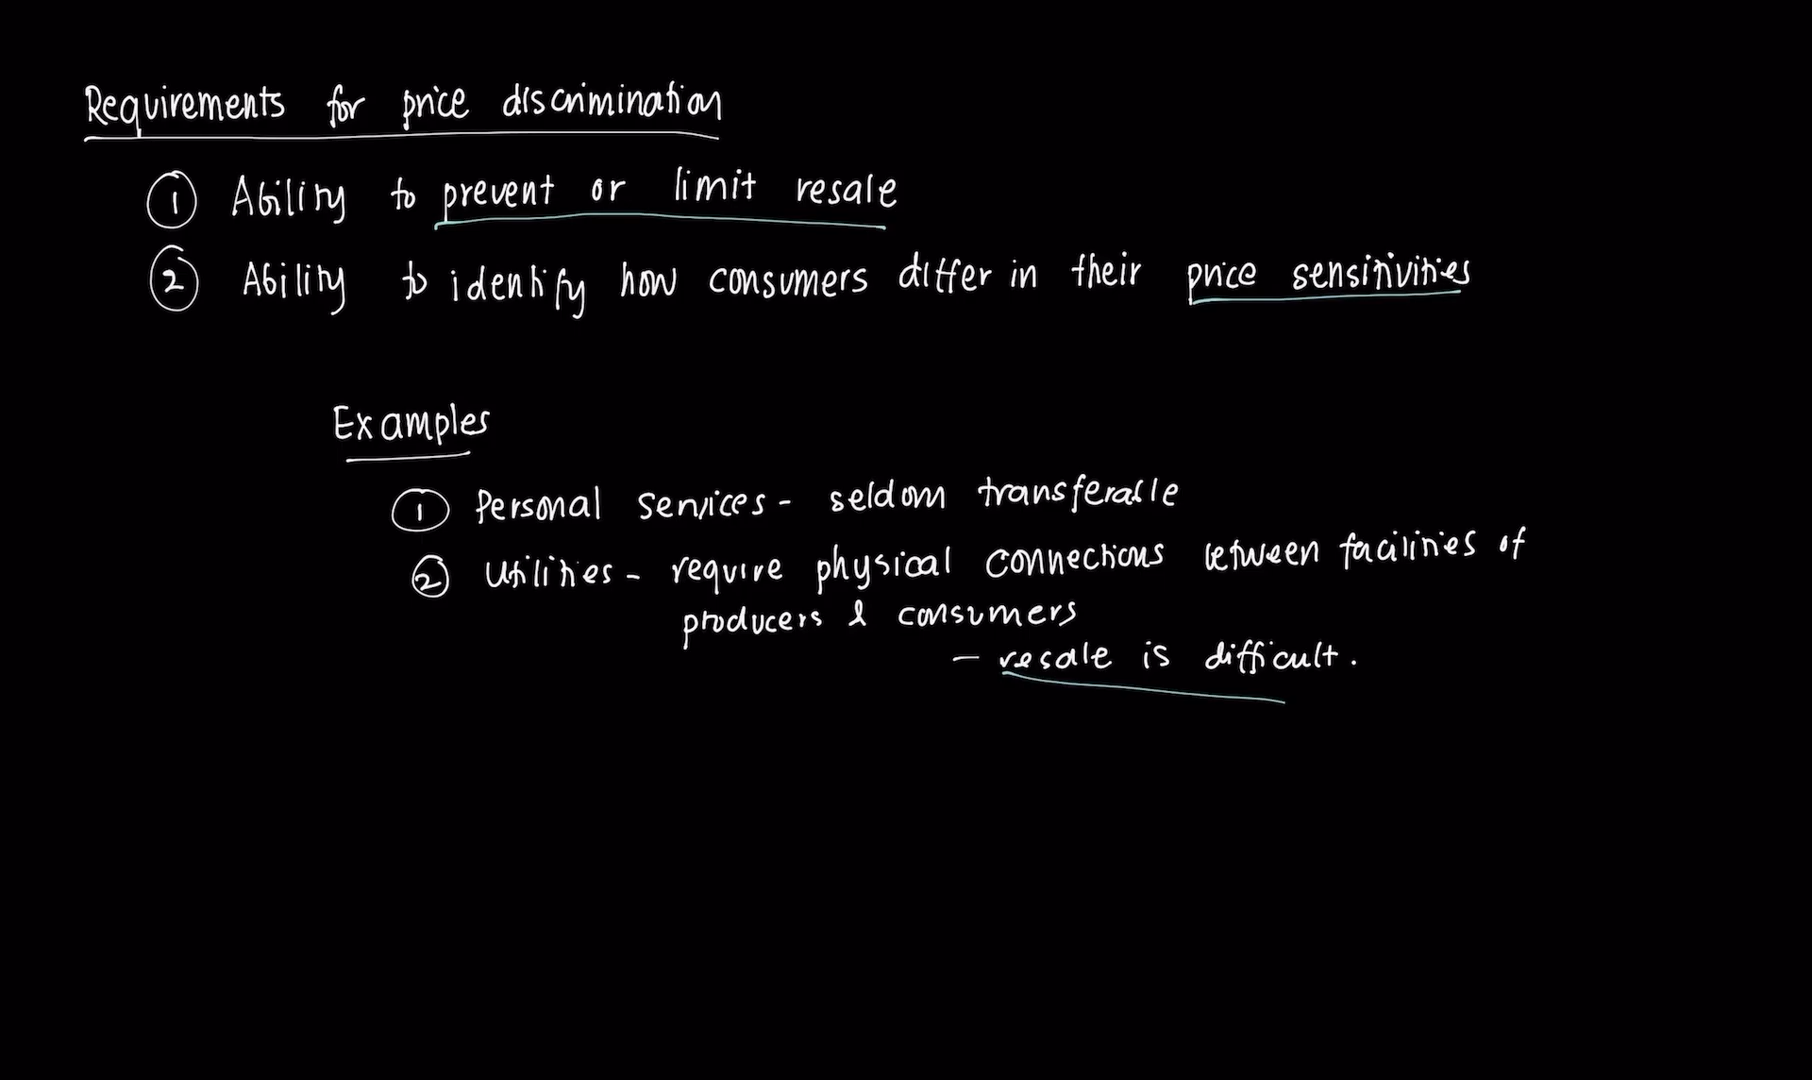 Requirements for price discrimination
① Ability to prevent or limit resale
② Ability to identify how consumers differ in their price sensitivities
Examples
① Personal services - seldom transferable
② Utilities - require physical connections between facilities of
producers & consumers
- resale is difficult.